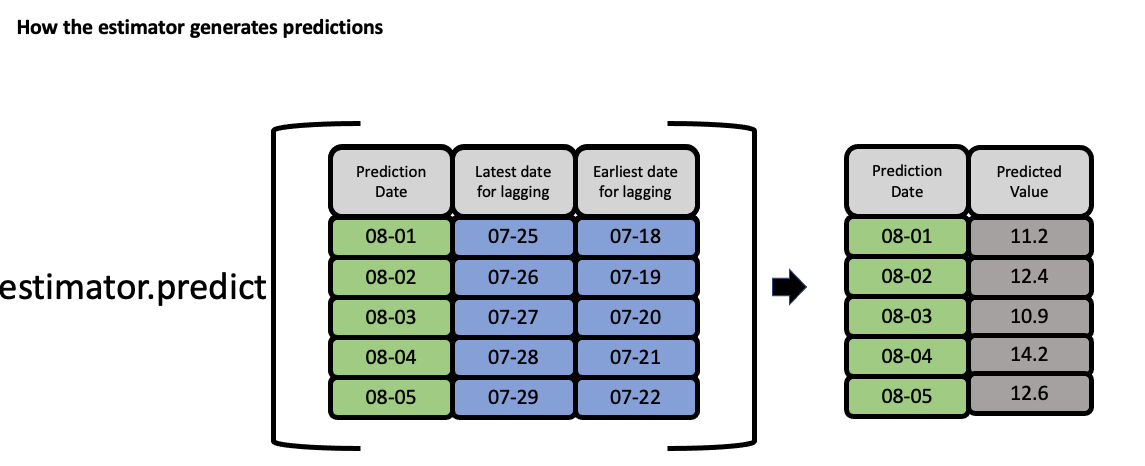 How the estimator generates predictions
estimator.predict
Prediction Date Latest date for lagging Earliest date for lagging
08-01 07-25 07-18
08-02 07-26 07-19
08-03 07-27 07-20
08-04 07-28 07-21
08-05 07-29 07-22
Prediction Date Predicted Value
08-01 11.2
08-02 12.4
08-03 10.9
08-04 14.2
08-05 12.6